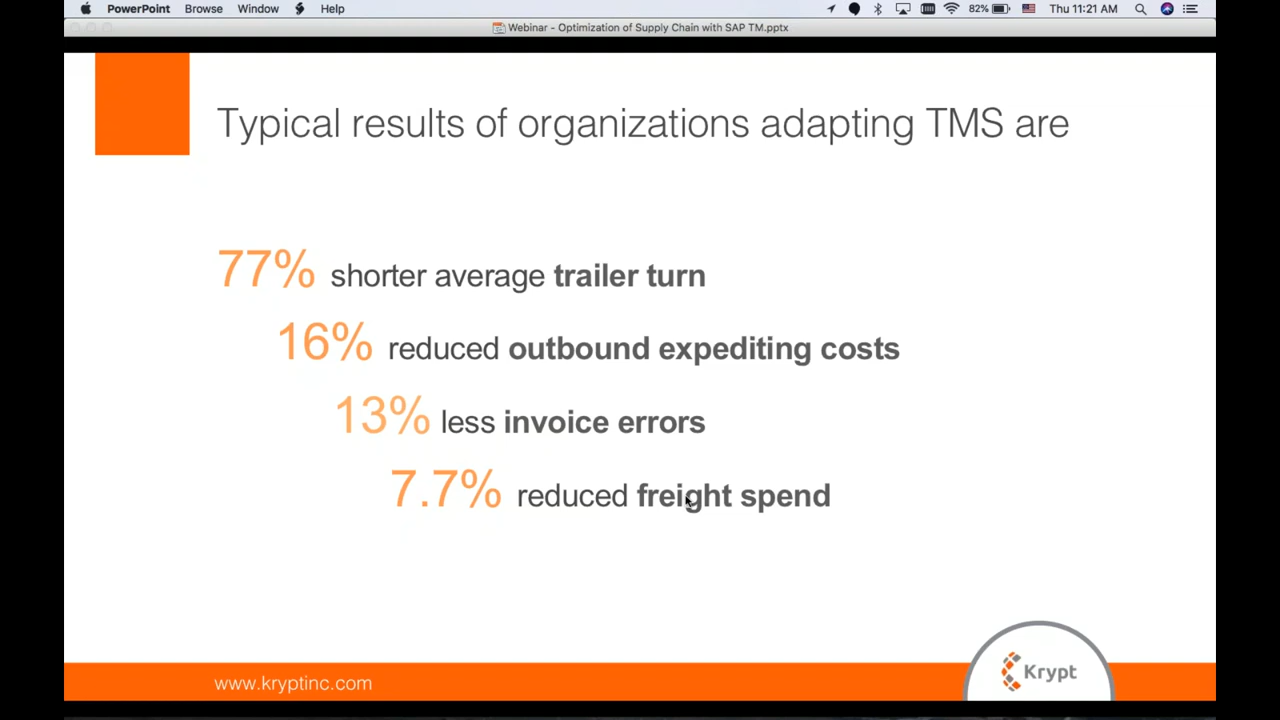 PowerPoint Browse Window Help 82% Thu 11:21 AM
Webinar - Optimization of Supply Chain with SAP TM.pptx
Typical results of organizations adapting TMS are
77% shorter average trailer turn
16% reduced outbound expediting costs
13% less invoice errors
7.7% reduced freight spend
www.kryptinc.com
Krypt